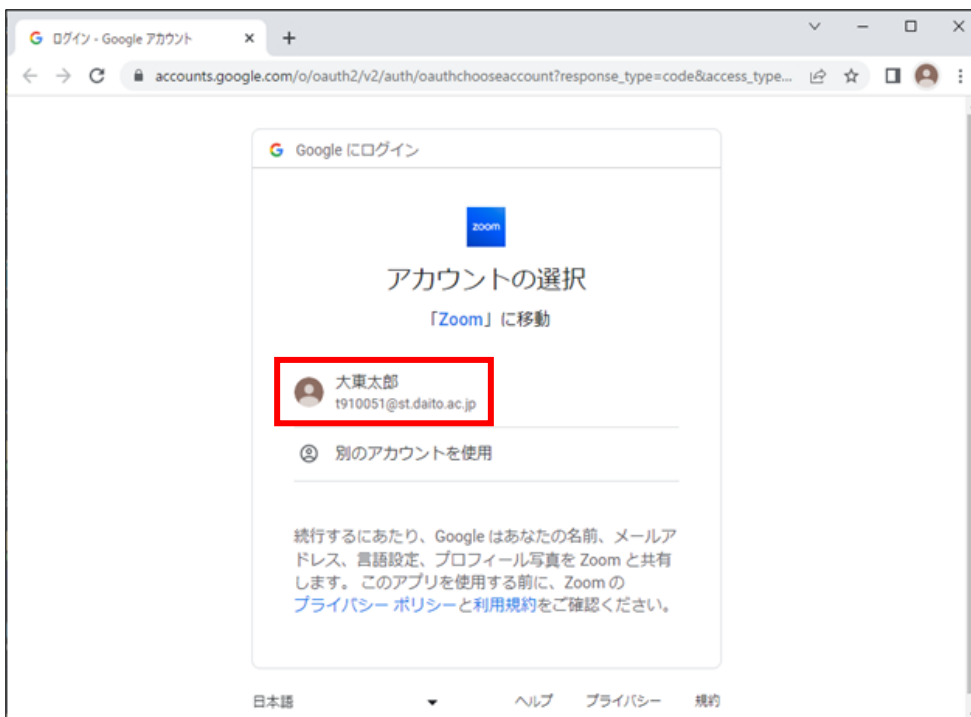 ログイン - Google アカウント
accounts.google.com/o/oauth2/v2/auth/oauthchooseaccount?response_type=code&access_type...
Google にログイン
zoom
アカウントの選択
「Zoom」に移動
大東太郎
t910051@st.daito.ac.jp
別のアカウントを使用
続行するにあたり、Google はあなたの名前、メールア
ドレス、言語設定、プロフィール写真を Zoom と共有
します。 このアプリを使用する前に、Zoom の
プライバシー ポリシーと利用規約をご確認ください。
日本語 ヘルプ プライバシー 規約